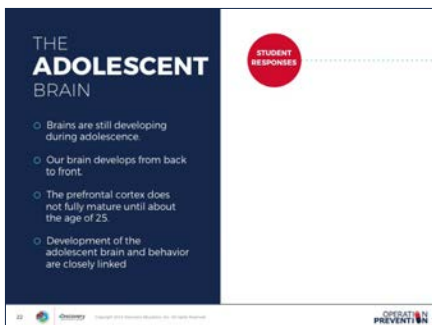 THE
ADOLESCENT
BRAIN
Brains are still developing
during adolescence.
Our brain develops from back
to front.
The prefrontal cortex does
not fully mature until about
the age of 25.
Development of the
adolescent brain and behavior
are closely linked
STUDENT
RESPONSES
22
Discovery
OPERATION
PREVENTION